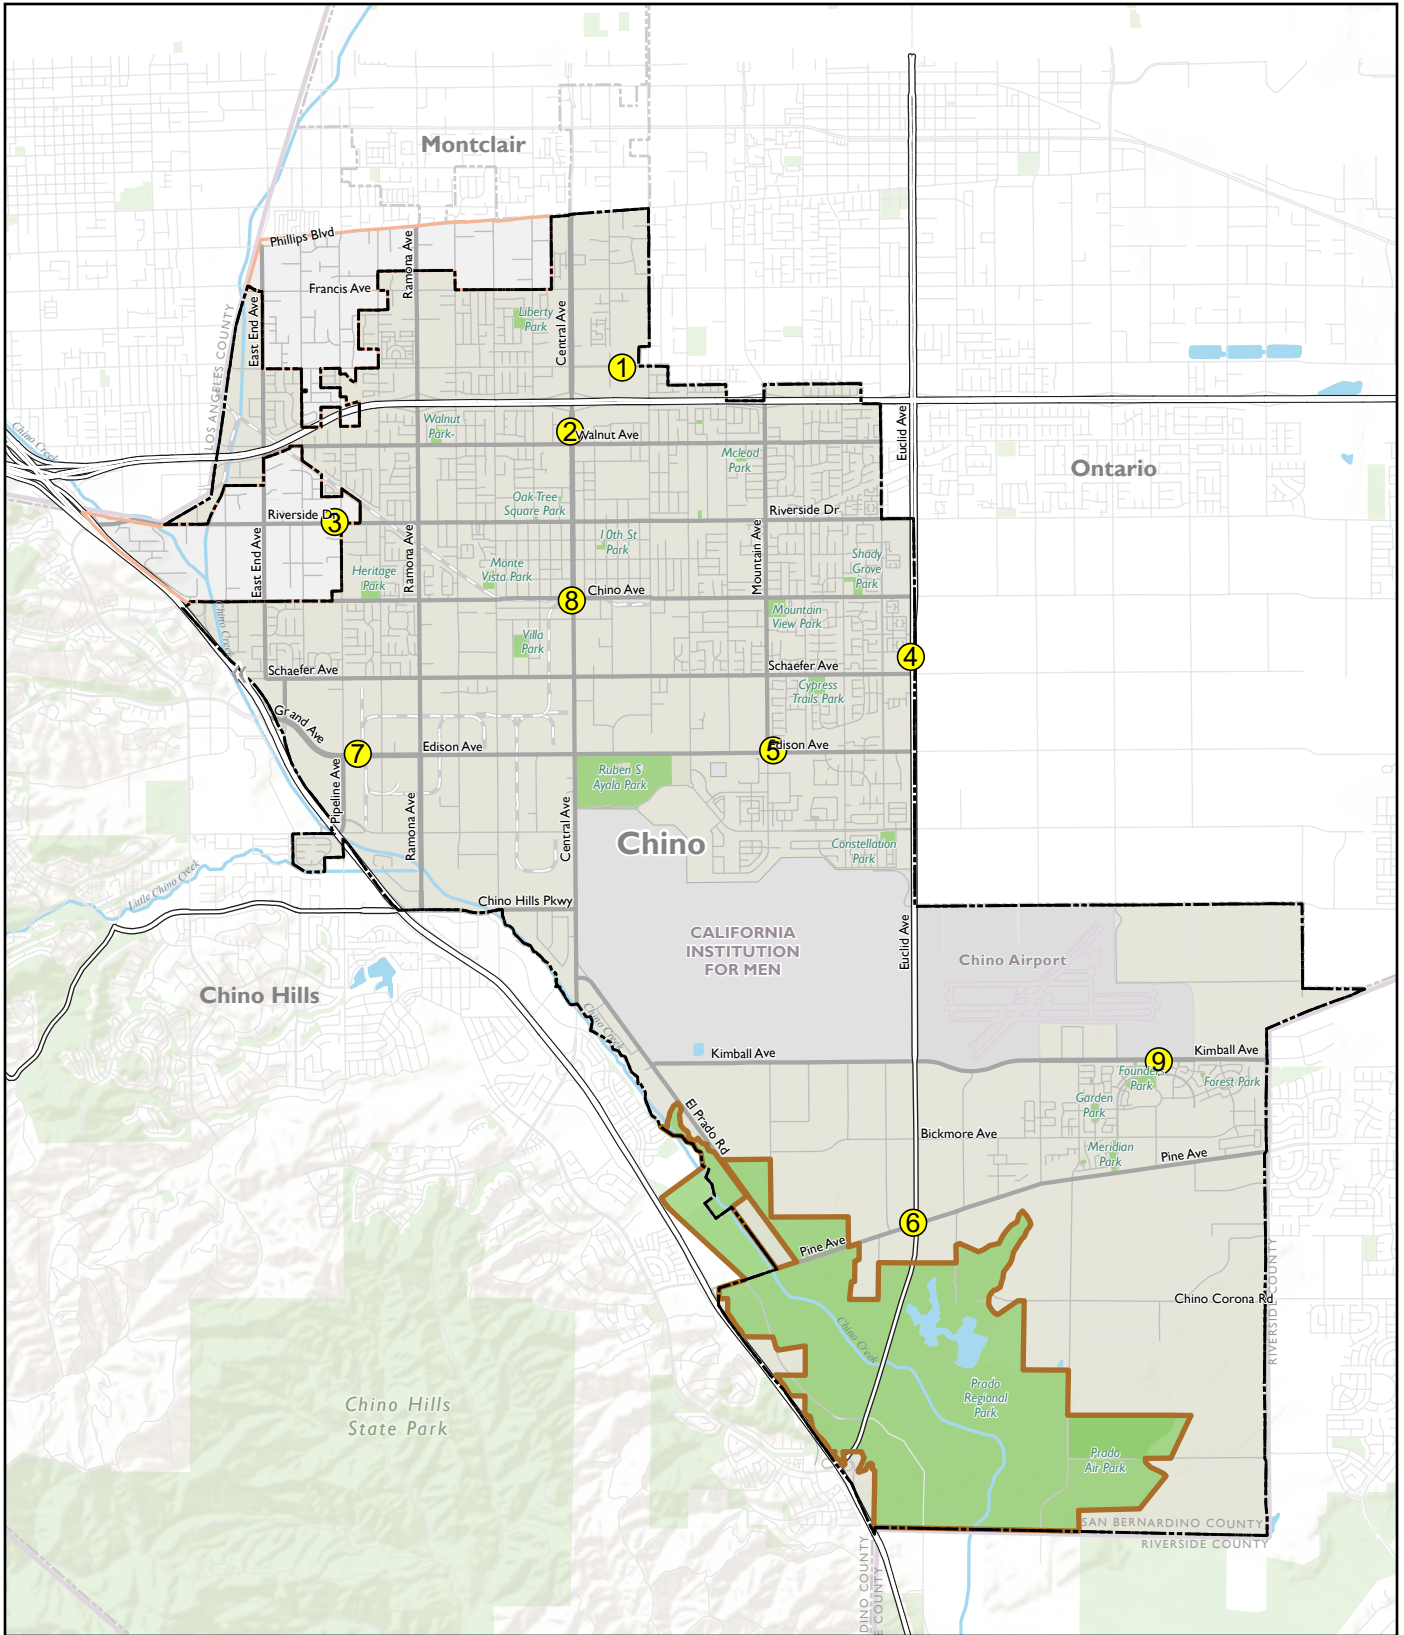 Montclair
Phillips Blvd
Ramona Ave
Francis Ave
East End Ave
Liberty
Park
Central Ave
LOS ANGELES COUNTY
1
Walnut
Park-
2
Walnut Ave
Euclid Ave
Chino Creek
Mcleod
Park
Ontario
Oak Tree
Square Park
Riverside Dr
3
Riverside Dr
East End Ave
Ramona Ave
10th St
Park
Mountain Ave
Shady
Grove
Park
Heritage
Park
Monte
Vista Park
8
Chino Ave
Chino Creek
Mountain
View Park
Villa
Park
4
Schaefer Ave
Schaefer Ave
Cypress
Trails Park
Grand Ave
7
Edison Ave
5
Edison Ave
Pipeline Ave
Ramona Ave
Ruben S
Ayala Park
Central Ave
Chino
Constellation
Park
Little Chino Creek
Chino Hills Pkwy
CALIFORNIA
INSTITUTION
FOR MEN
Euclid Ave
Chino Airport
Chino Hills
Chino Creek
Kimball Ave
9
Kimball Ave
Founders
Park
Forest Park
Garden
Park
El Prado Rd
Bickmore Ave
Meridian
Park
Pine Ave
6
Pine Ave
Chino Corona Rd
RIVERSIDE COUNTY
Chino Creek
Prado
Regional
Park
Chino Hills
State Park
Prado
Air Park
SAN BERNARDINO COUNTY
RIVERSIDE COUNTY
DINO COUNTY
E COUNTY